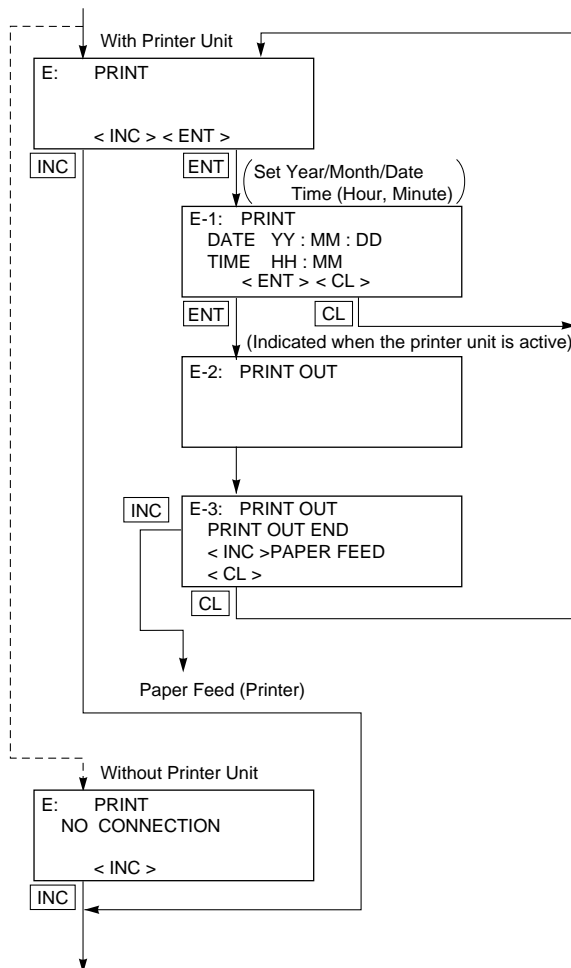 With Printer Unit
E: PRINT
< INC > < ENT >
INC
ENT
(Set Year/Month/Date
Time (Hour, Minute))
E-1: PRINT
DATE YY : MM : DD
TIME HH : MM
< ENT > < CL >
ENT
CL
(Indicated when the printer unit is active)
E-2: PRINT OUT
INC
E-3: PRINT OUT
PRINT OUT END
< INC >PAPER FEED
< CL >
CL
Paper Feed (Printer)
Without Printer Unit
E: PRINT
NO CONNECTION
< INC >
INC